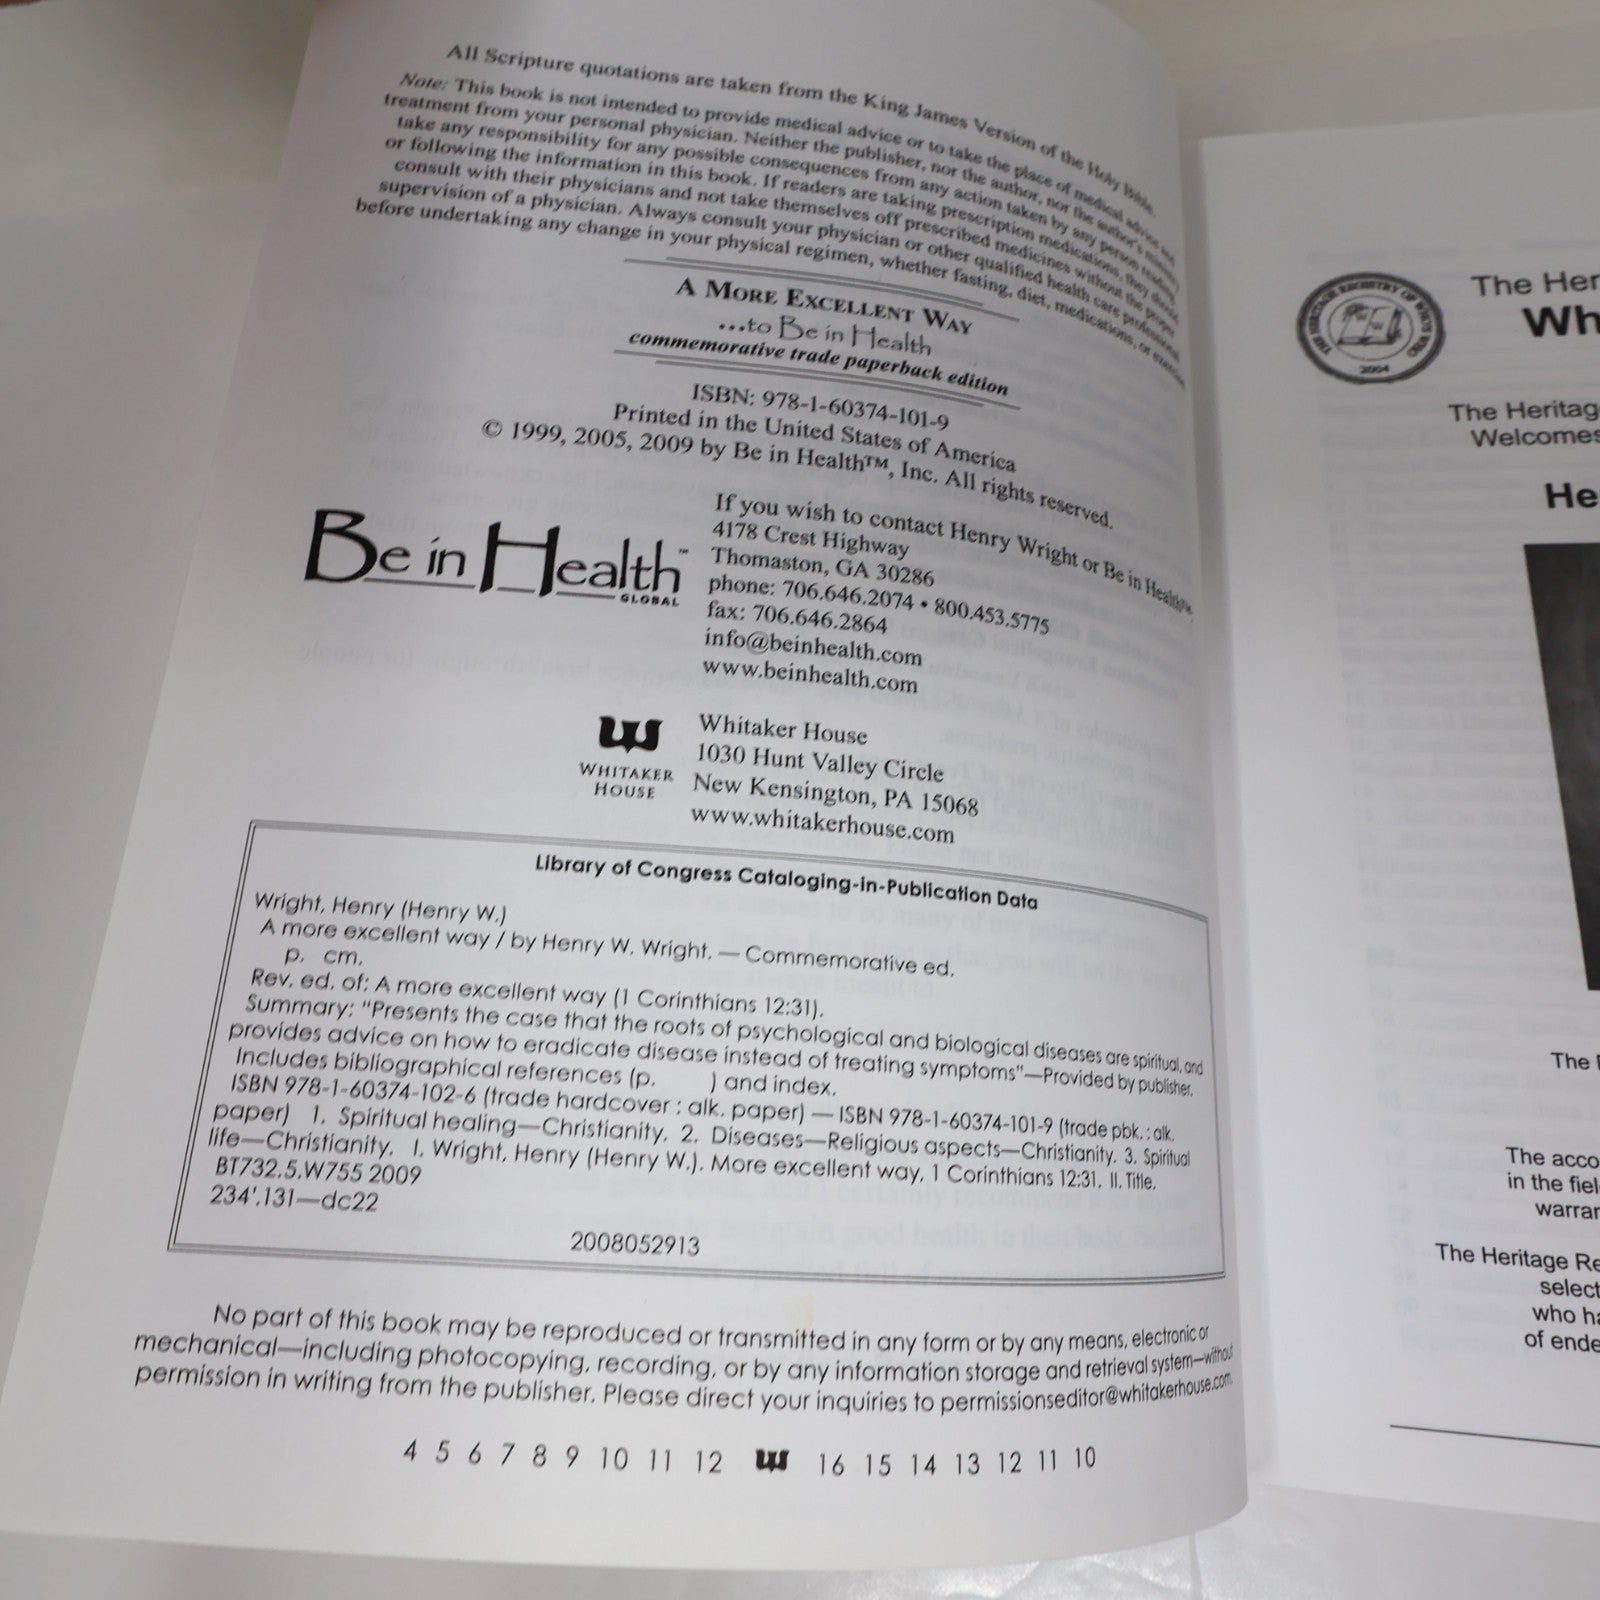 All Scripture quotations are taken from the King James Version of the Holy Bible.
Note: This book is not intended to provide medical advice or to take the place of medical advice and
treatment from your personal physician. Neither the publisher, nor the author, nor the author's ministry
take any responsibility for any possible consequences from any action taken by any person reading
or following the information in this book. If readers are taking prescription medications, they should
consult with their physicians and not take themselves off prescribed medicines without the proper
supervision of a physician. Always consult your physician or other qualified health care professional
before undertaking any change in your physical regimen, whether fasting, diet, medications, or exercise.
A More Excellent Way
...to Be in Health
commemorative trade paperback edition
ISBN: 978-1-60374-101-9
Printed in the United States of America
© 1999, 2005, 2009 by Be in Health™, Inc. All rights reserved.
Be in Health™
GLOBAL
If you wish to contact Henry Wright or Be in Health™:
4178 Crest Highway
Thomaston, GA 30286
phone: 706.646.2074 • 800.453.5775
fax: 706.646.2864
info@beinhealth.com
www.beinhealth.com
WHITAKER
HOUSE
Whitaker House
1030 Hunt Valley Circle
New Kensington, PA 15068
www.whitakerhouse.com
Library of Congress Cataloging-in-Publication Data
Wright, Henry (Henry W.)
A more excellent way / by Henry W. Wright. — Commemorative ed.
p. cm.
Rev. ed. of: A more excellent way (1 Corinthians 12:31).
Summary: "Presents the case that the roots of psychological and biological diseases are spiritual, and
provides advice on how to eradicate disease instead of treating symptoms"—Provided by publisher.
Includes bibliographical references (p. ) and index.
ISBN 978-1-60374-102-6 (trade hardcover : alk. paper) — ISBN 978-1-60374-101-9 (trade pbk. : alk.
paper) 1. Spiritual healing—Christianity. 2. Diseases—Religious aspects—Christianity. 3. Spiritual
life—Christianity. I. Wright, Henry (Henry W.). More excellent way, 1 Corinthians 12:31. II. Title.
BT732.5.W755 2009
234'.131—dc22
2008052913
No part of this book may be reproduced or transmitted in any form or by any means, electronic or
mechanical—including photocopying, recording, or by any information storage and retrieval system—without
permission in writing from the publisher. Please direct your inquiries to permissionseditor@whitakerhouse.com.
4 5 6 7 8 9 10 11 12 16 15 14 13 12 11 10
THE HERITAGE REGISTRY OF WHO'S WHO
2004
The Her
Wh
The Heritag
Welcomes
He
The
The acco
in the fiel
warrar
The Heritage Re
select
who ha
of ende